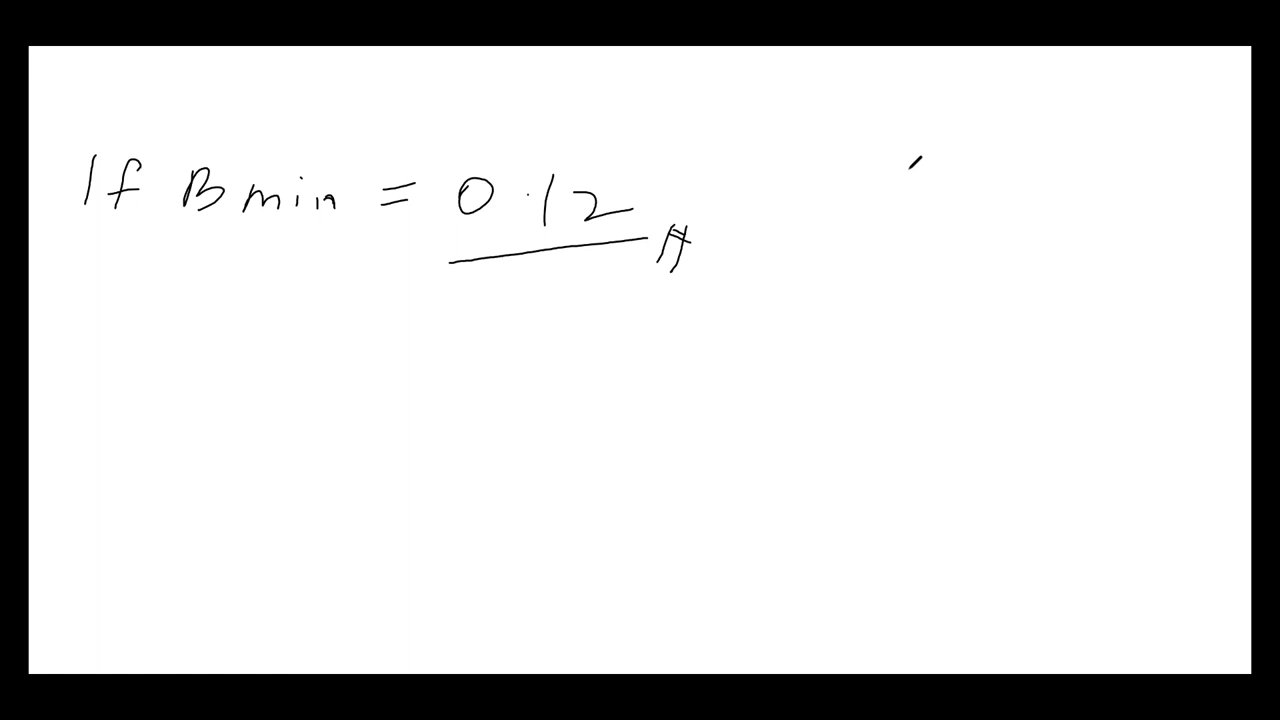 If Bmin = 0.12